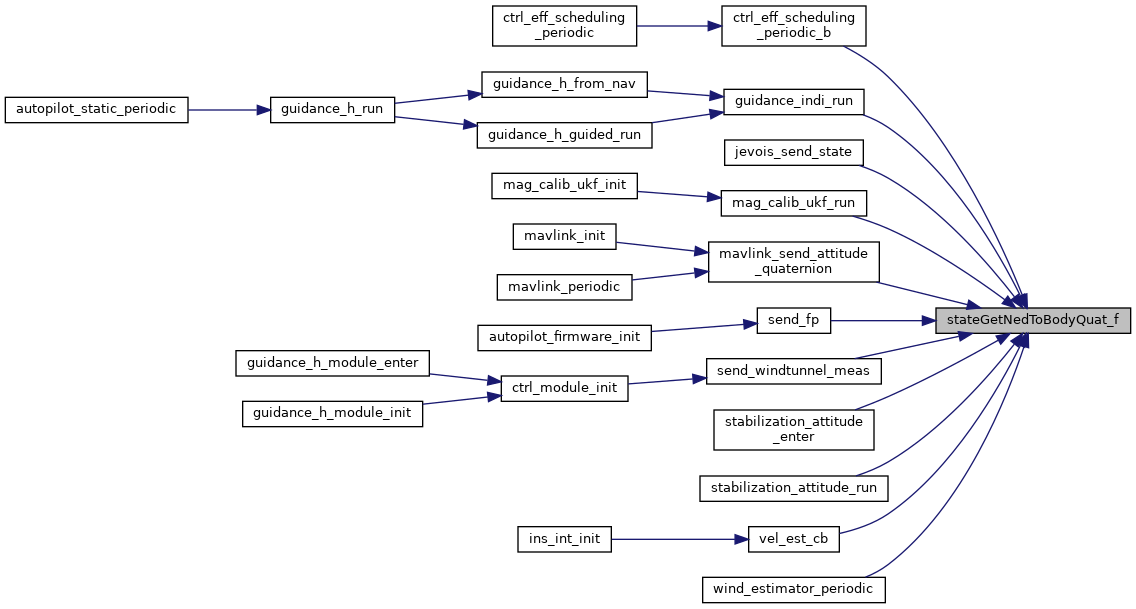 ctrl_eff_scheduling
_periodic
ctrl_eff_scheduling
_periodic_b
autopilot_static_periodic
guidance_h_run
guidance_h_from_nav
guidance_h_guided_run
guidance_indi_run
jevois_send_state
mag_calib_ukf_init
mag_calib_ukf_run
mavlink_init
mavlink_periodic
mavlink_send_attitude
_quaternion
stateGetNedToBodyQuat_f
send_fp
autopilot_firmware_init
guidance_h_module_enter
guidance_h_module_init
ctrl_module_init
send_windtunnel_meas
stabilization_attitude
_enter
stabilization_attitude_run
ins_int_init
vel_est_cb
wind_estimator_periodic